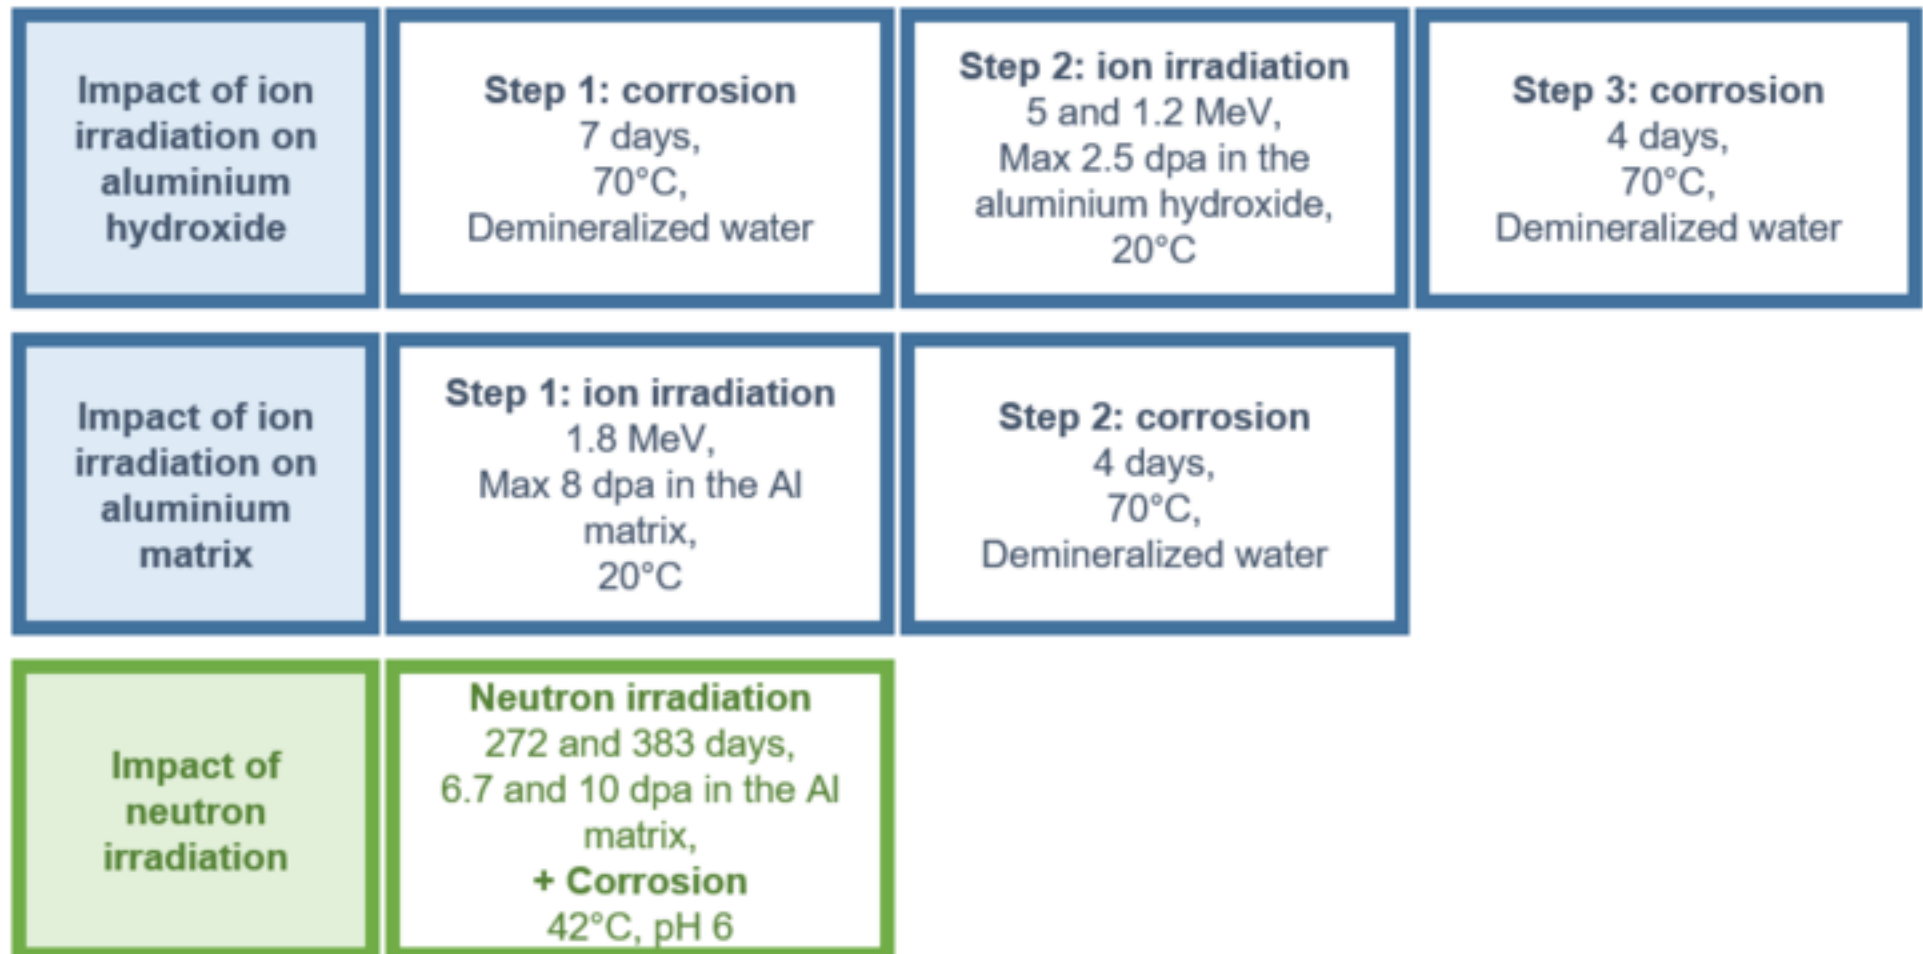 Impact of ion
irradiation on
aluminium
hydroxide
Step 1: corrosion
7 days,
70°C,
Demineralized water
Step 2: ion irradiation
5 and 1.2 MeV,
Max 2.5 dpa in the
aluminium hydroxide,
20°C
Step 3: corrosion
4 days,
70°C,
Demineralized water
Impact of ion
irradiation on
aluminium
matrix
Step 1: ion irradiation
1.8 MeV,
Max 8 dpa in the Al
matrix,
20°C
Step 2: corrosion
4 days,
70°C,
Demineralized water
Impact of
neutron
irradiation
Neutron irradiation
272 and 383 days,
6.7 and 10 dpa in the Al
matrix,
+ Corrosion
42°C, pH 6